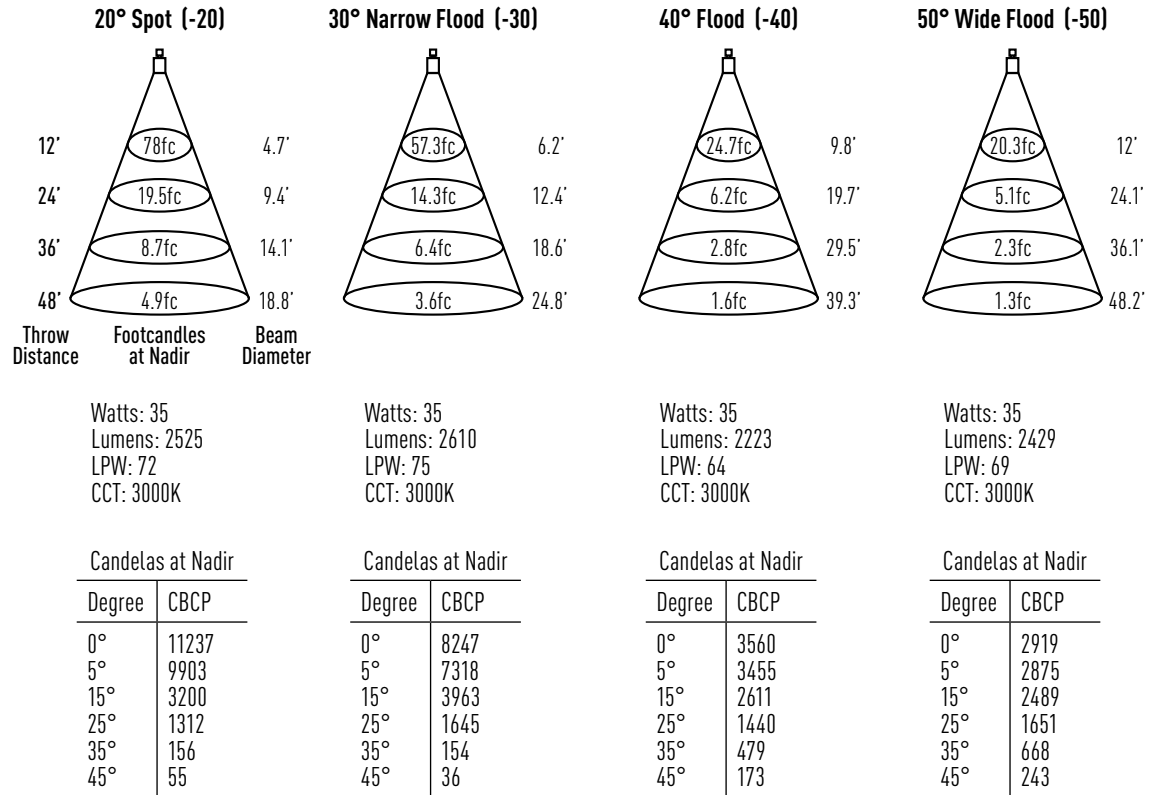 20° Spot (-20) 30° Narrow Flood (-30) 40° Flood (-40) 50° Wide Flood (-50)
12' 78fc 4.7' 57.3fc 6.2' 24.7fc 9.8' 20.3fc 12'
24' 19.5fc 9.4' 14.3fc 12.4' 6.2fc 19.7' 5.1fc 24.1'
36' 8.7fc 14.1' 6.4fc 18.6' 2.8fc 29.5' 2.3fc 36.1'
48' 4.9fc 18.8' 3.6fc 24.8' 1.6fc 39.3' 1.3fc 48.2'
Throw Footcandles Beam
Distance at Nadir Diameter
Watts: 35 Watts: 35 Watts: 35 Watts: 35
Lumens: 2525 Lumens: 2610 Lumens: 2223 Lumens: 2429
LPW: 72 LPW: 75 LPW: 64 LPW: 69
CCT: 3000K CCT: 3000K CCT: 3000K CCT: 3000K
Candelas at Nadir Candelas at Nadir Candelas at Nadir Candelas at Nadir
Degree CBCP Degree CBCP Degree CBCP Degree CBCP
0° 11237 0° 8247 0° 3560 0° 2919
5° 9903 5° 7318 5° 3455 5° 2875
15° 3200 15° 3963 15° 2611 15° 2489
25° 1312 25° 1645 25° 1440 25° 1651
35° 156 35° 154 35° 479 35° 668
45° 55 45° 36 45° 173 45° 243